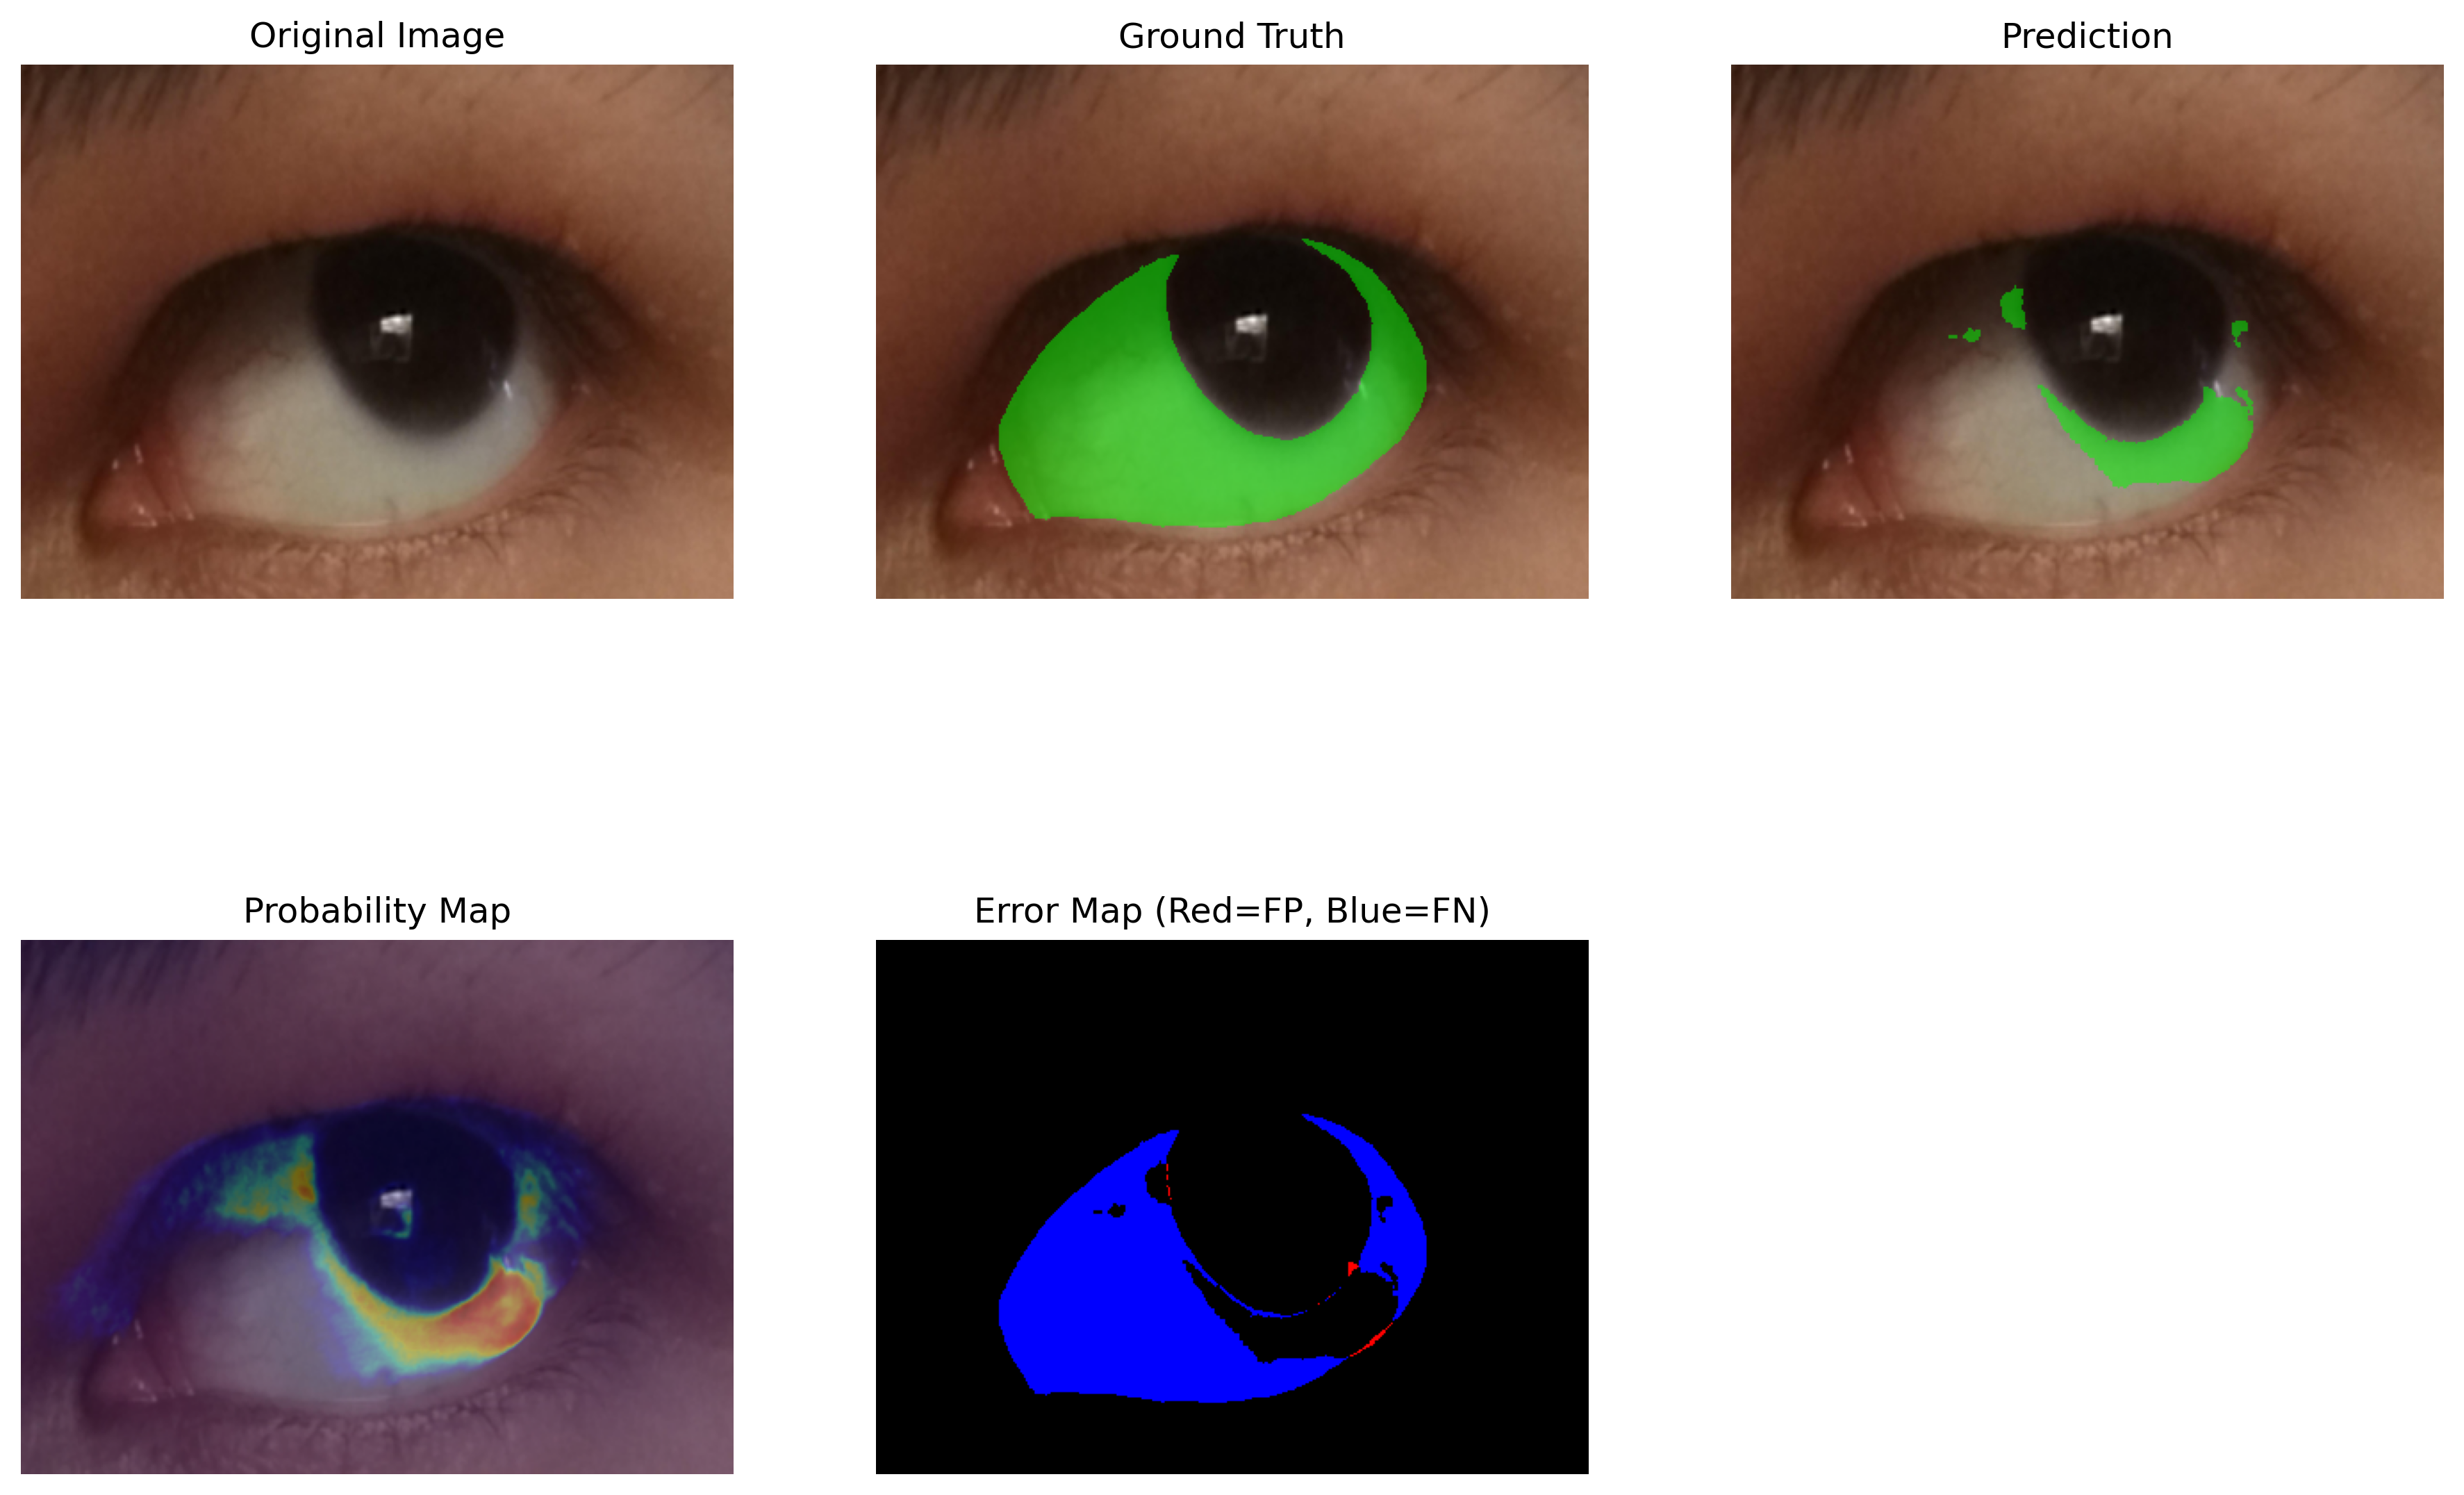 Original Image
Ground Truth
Prediction
Probability Map
Error Map (Red=FP, Blue=FN)